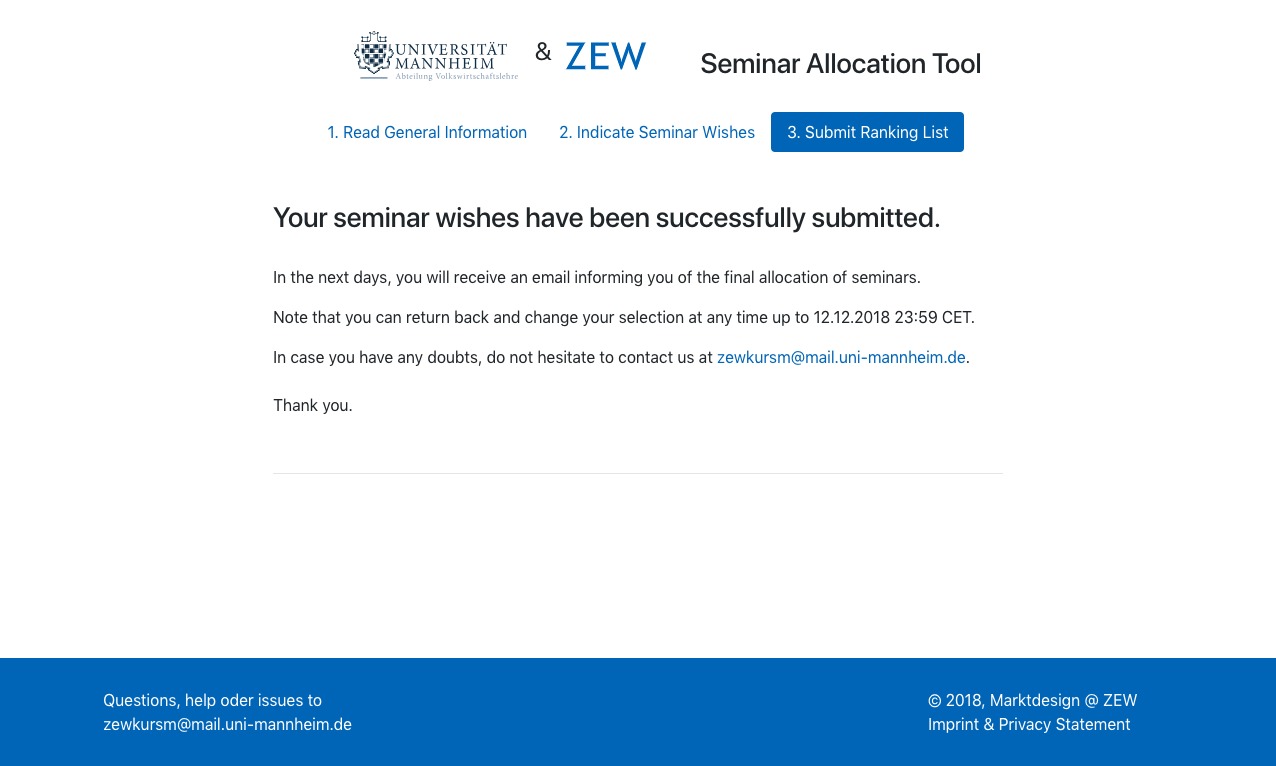 UNIVERSITÄT
MANNHEIM
Abteilung Volkswirtschaftslehre
& ZEW
Seminar Allocation Tool
1. Read General Information 2. Indicate Seminar Wishes 3. Submit Ranking List
Your seminar wishes have been successfully submitted.
In the next days, you will receive an email informing you of the final allocation of seminars.
Note that you can return back and change your selection at any time up to 12.12.2018 23:59 CET.
In case you have any doubts, do not hesitate to contact us at zewkursm@mail.uni-mannheim.de.
Thank you.
Questions, help oder issues to
zewkursm@mail.uni-mannheim.de
© 2018, Marktdesign @ ZEW
Imprint & Privacy Statement